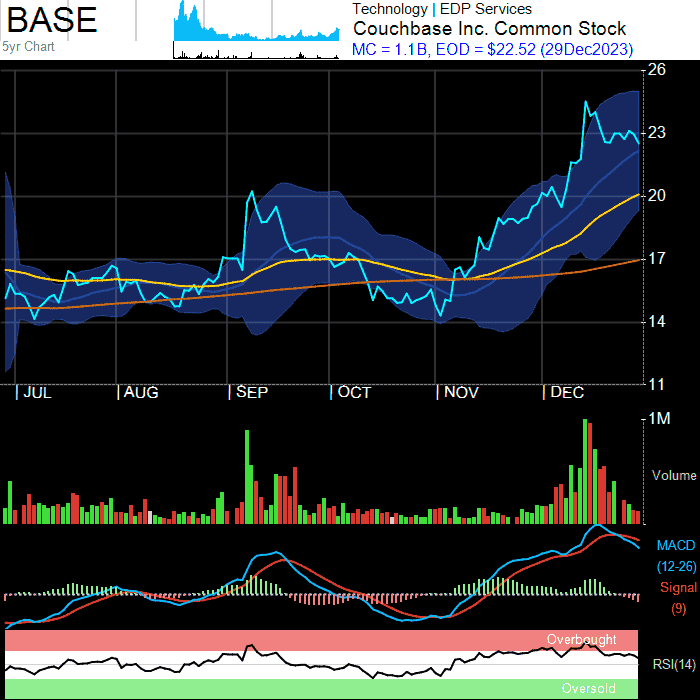 BASE
5yr Chart
Technology | EDP Services
Couchbase Inc. Common Stock
MC = 1.1B, EOD = $22.52 (29Dec2023)
26
23
20
17
14
11
| JUL | AUG | SEP | OCT | NOV | DEC
1M
Volume
MACD
(12-26)
Signal
(9)
Overbought
RSI(14)
Oversold